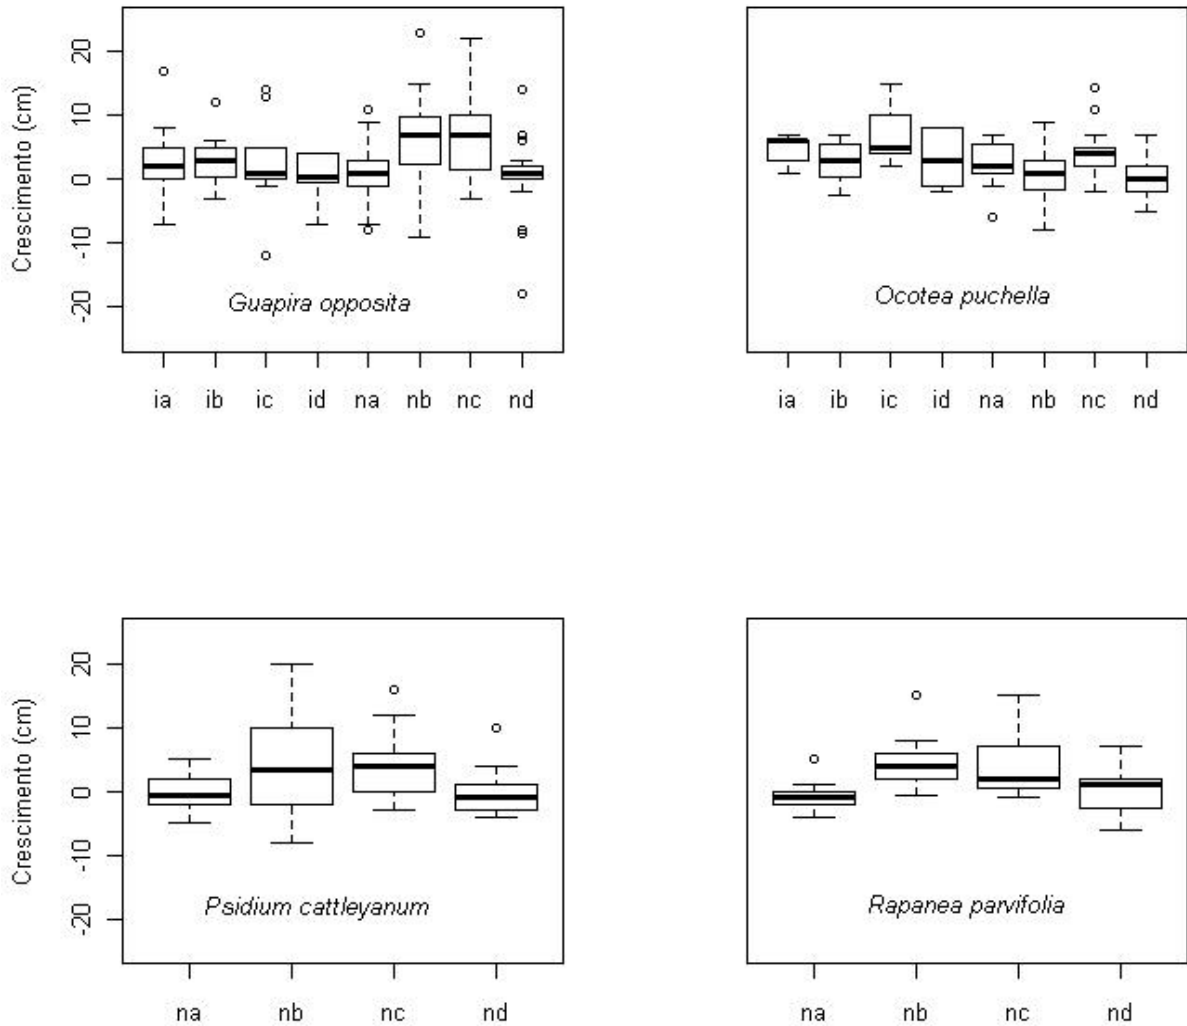 Crescimento (cm)
20
10
0
-10
-20
Guapira opposita
ia ib ic id na nb nc nd
Ocotea puchella
ia ib ic id na nb nc nd
Crescimento (cm)
20
10
0
-10
-20
Psidium cattleyanum
na nb nc nd
Rapanea parvifolia
na nb nc nd